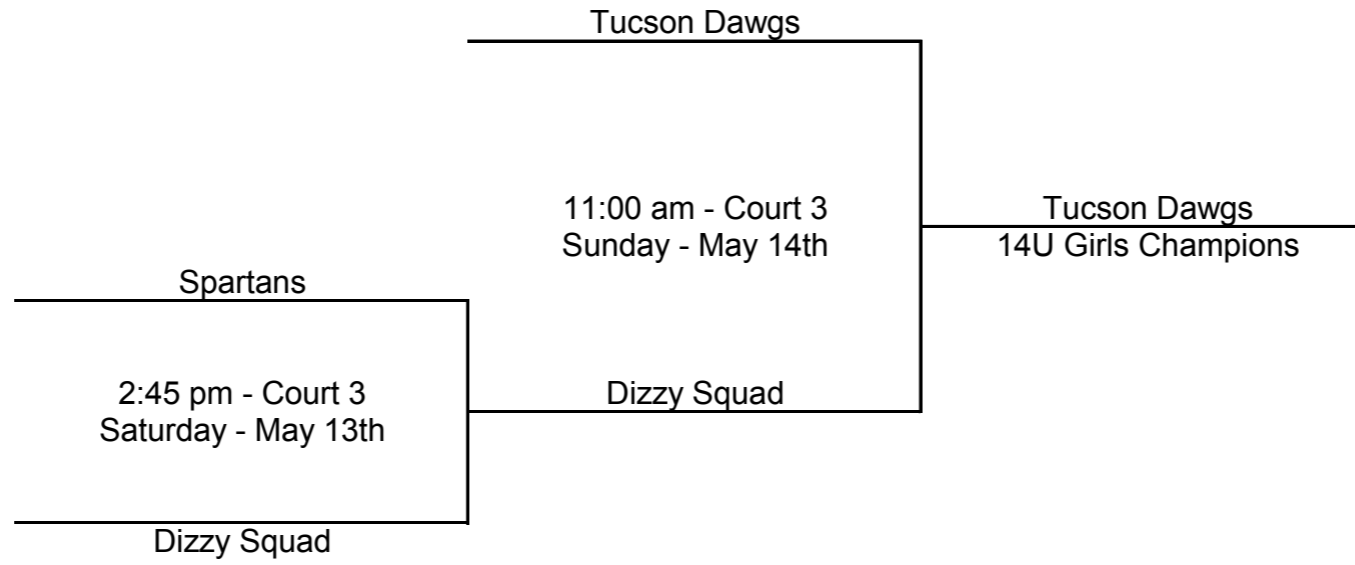 Tucson Dawgs
11:00 am - Court 3
Sunday - May 14th
Tucson Dawgs
14U Girls Champions
Spartans
2:45 pm - Court 3
Saturday - May 13th
Dizzy Squad
Dizzy Squad